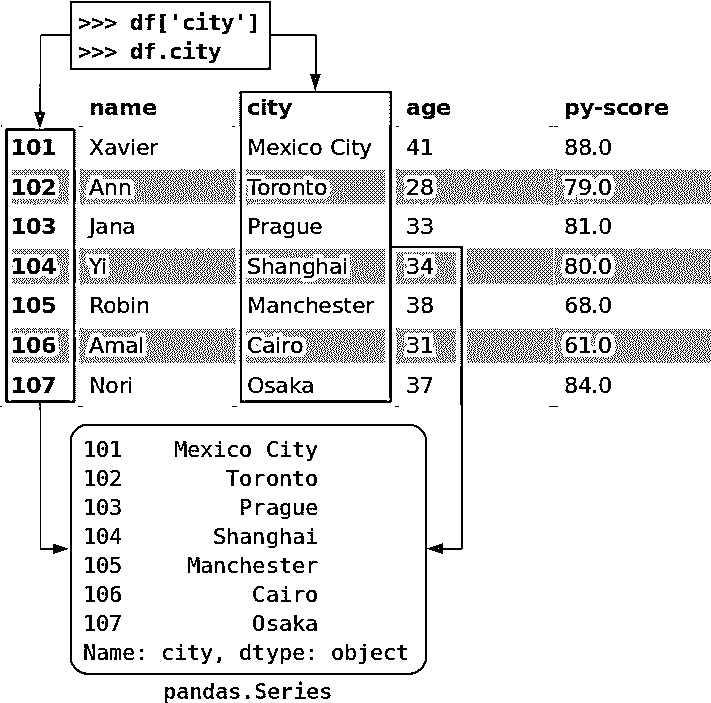 >>> df['city']
>>> df.city
name city age py-score
101 Xavier Mexico City 41 88.0
102 Ann Toronto 28 79.0
103 Jana Prague 33 81.0
104 Yi Shanghai 34 80.0
105 Robin Manchester 38 68.0
106 Amal Cairo 31 61.0
107 Nori Osaka 37 84.0
101 Mexico City
102 Toronto
103 Prague
104 Shanghai
105 Manchester
106 Cairo
107 Osaka
Name: city, dtype: object
pandas.Series